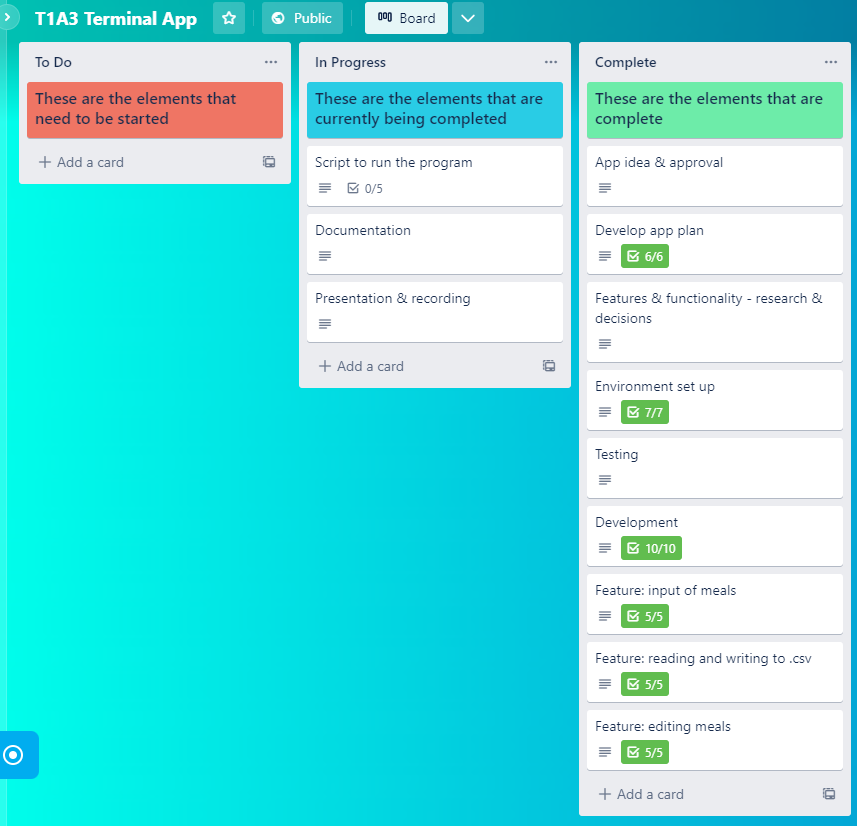 T1A3 Terminal App
Public
Board
To Do
These are the elements that
need to be started
Add a card
In Progress
These are the elements that are
currently being completed
Script to run the program
0/5
Documentation
Presentation & recording
Add a card
Complete
These are the elements that are
complete
App idea & approval
Develop app plan
6/6
Features & functionality - research &
decisions
Environment set up
7/7
Testing
Development
10/10
Feature: input of meals
5/5
Feature: reading and writing to .csv
5/5
Feature: editing meals
5/5
Add a card